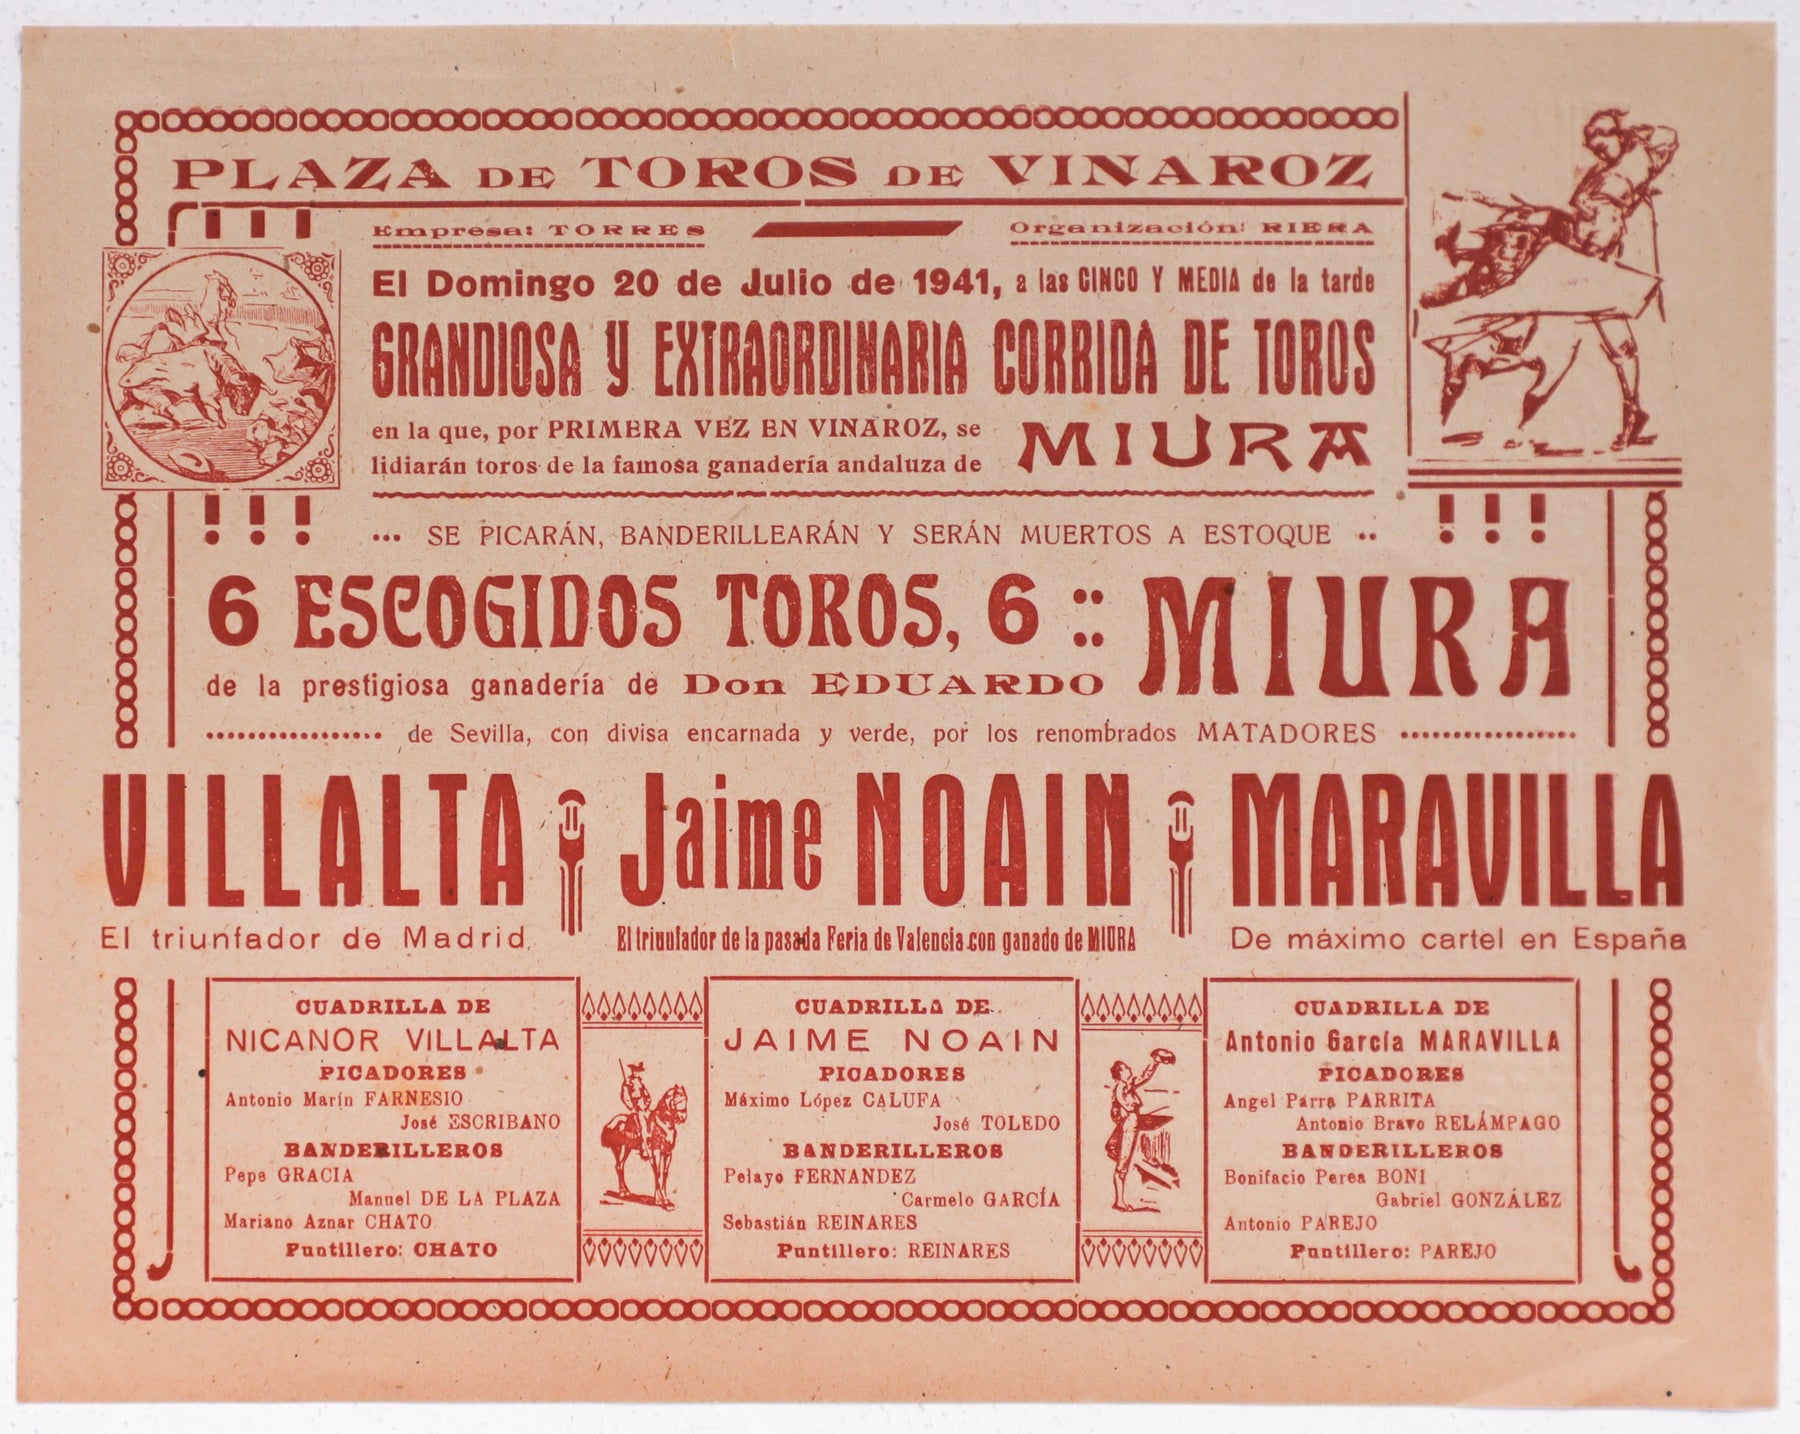 PLAZA DE TOROS DE VINAROZ
Empresa: TORRES
Organización: RIERA
El Domingo 20 de Julio de 1941, a las CINCO Y MEDIA de la tarde
GRANDIOSA Y EXTRAORDINARIA CORRIDA DE TOROS
en la que, por PRIMERA VEZ EN VINAROZ, se
lidiarán toros de la famosa ganadería andaluza de MIURA
!!!
!!!
... SE PICARÁN, BANDERILLEARÁN Y SERÁN MUERTOS A ESTOQUE ..
6 ESCOGIDOS TOROS, 6 :: MIURA
de la prestigiosa ganadería de Don EDUARDO
de Sevilla, con divisa encarnada y verde, por los renombrados MATADORES
VILLALTA
Jaime NOAIN
MARAVILLA
El triunfador de Madrid
El triunfador de la pasada Feria de Valencia con ganado de MIURA
De máximo cartel en España
CUADRILLA DE
NICANOR VILLALTA
PICADORES
Antonio Marín FARNESIO
José ESCRIBANO
BANDERILLEROS
Pepe GRACIA
Manuel DE LA PLAZA
Mariano Aznar CHATO
Puntillero: CHATO
CUADRILLA DE
JAIME NOAIN
PICADORES
Máximo López CALUFA
José TOLEDO
BANDERILLEROS
Pelayo FERNANDEZ
Carmelo GARCÍA
Sebastián REINARES
Puntillero: REINARES
CUADRILLA DE
Antonio García MARAVILLA
PICADORES
Angel Parra PARRITA
Antonio Bravo RELÁMPAGO
BANDERILLEROS
Bonifacio Perea BONI
Gabriel GONZÁLEZ
Antonio PAREJO
Puntillero: PAREJO